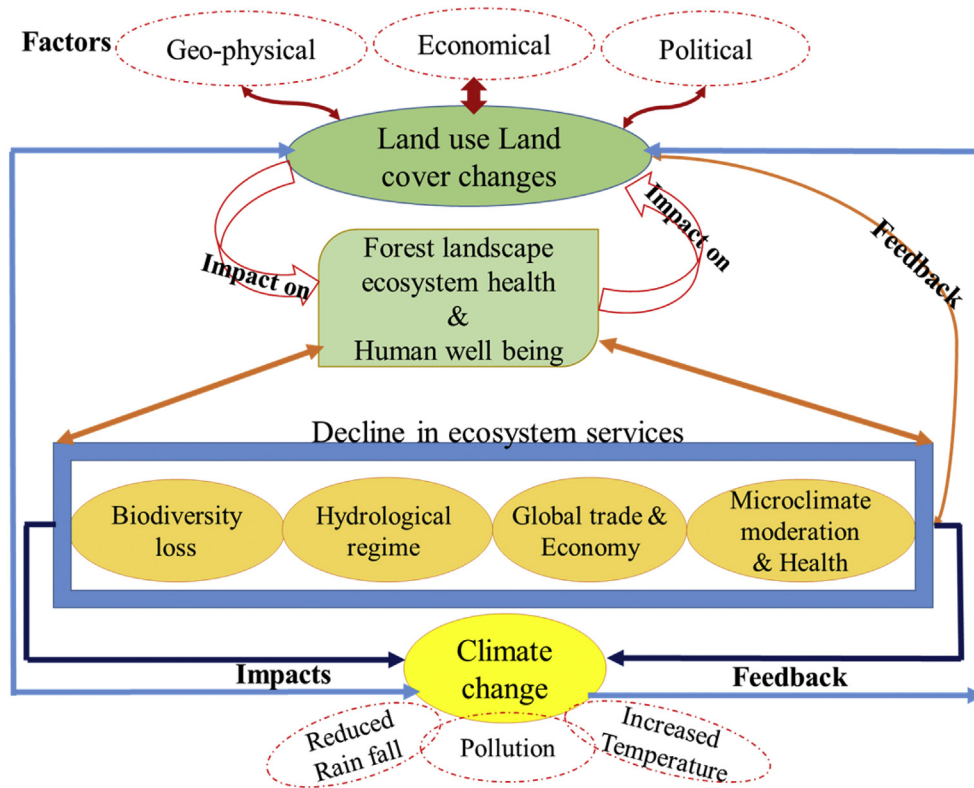 Factors
Geo-physical
Economical
Political
Land use Land
cover changes
Impact on
Impact on
Feedback
Forest landscape
ecosystem health
&
Human well being
Decline in ecosystem services
Biodiversity
loss
Hydrological
regime
Global trade &
Economy
Microclimate
moderation
& Health
Climate
change
Impacts
Feedback
Reduced
Rain fall
Pollution
Increased
Temperature